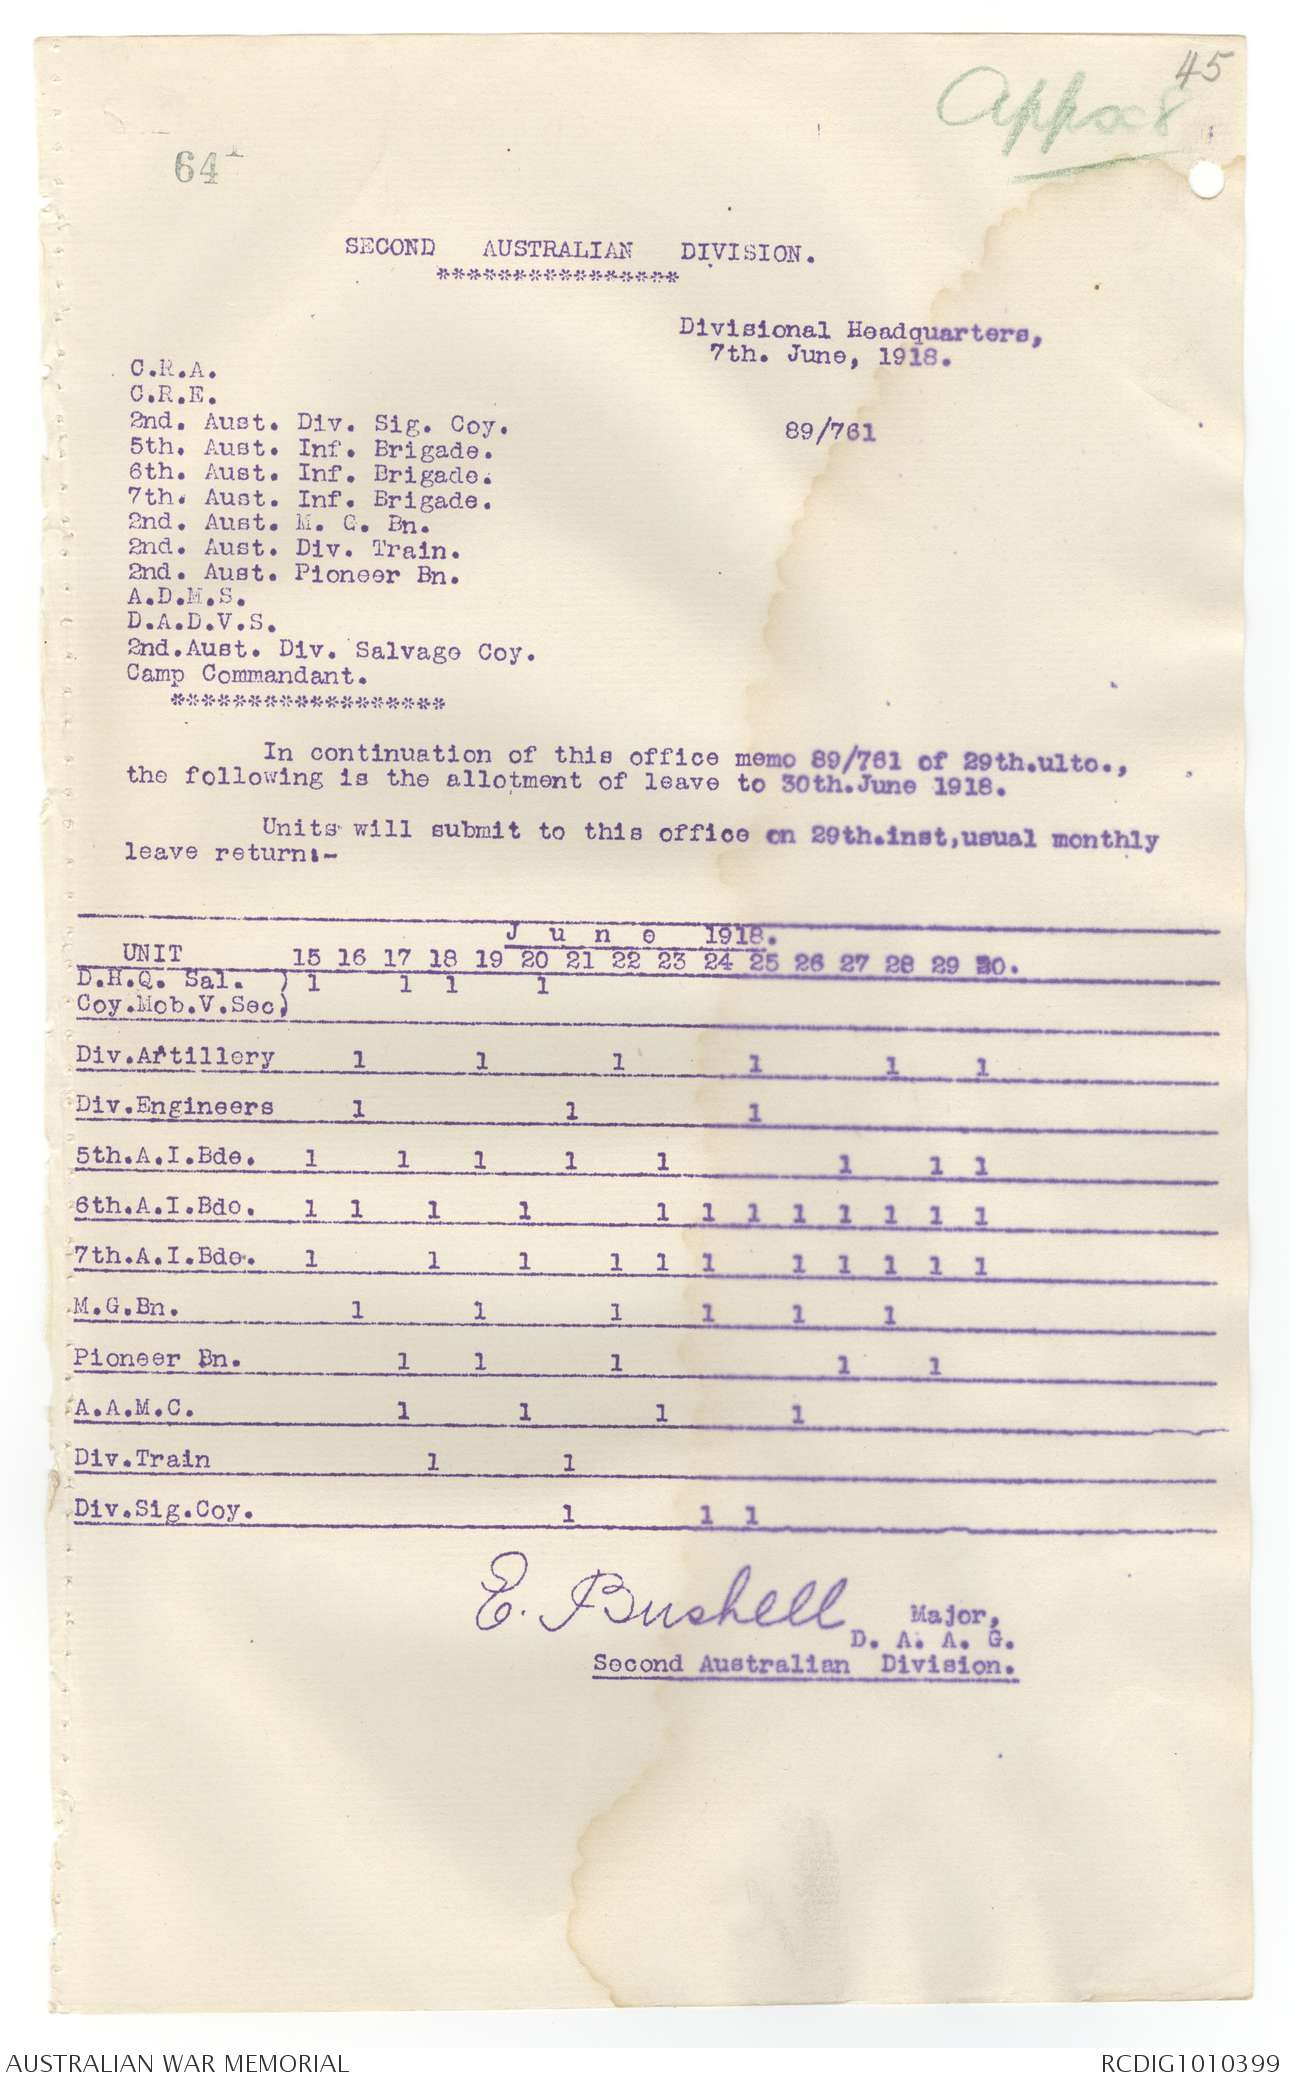 45
Appx 8
64
SECOND AUSTRALIAN DIVISION.
****************
Divisional Headquarters,
7th. June, 1918.
89/761
C.R.A.
C.R.E.
2nd. Aust. Div. Sig. Coy.
5th. Aust. Inf. Brigade.
6th. Aust. Inf. Brigade.
7th. Aust. Inf. Brigade.
2nd. Aust. M. G. Bn.
2nd. Aust. Div. Train.
2nd. Aust. Pioneer Bn.
A.D.M.S.
D.A.D.V.S.
2nd.Aust. Div. Salvage Coy.
Camp Commandant.
******************
In continuation of this office memo 89/761 of 29th.ulto.,
the following is the allotment of leave to 30th.June 1918.
Units will submit to this office on 29th.inst,usual monthly
leave return:-
June 1918.
UNIT 15 16 17 18 19 20 21 22 23 24 25 26 27 28 29 30.
D.H.Q. Sal. ) 1 1 1 1
Coy.Mob.V.Sec)
Div.Artillery 1 1 1 1 1 1
Div.Engineers 1 1 1
5th.A.I.Bde. 1 1 1 1 1 1 1 1
6th.A.I.Bde. 1 1 1 1 1 1 1 1 1 1 1 1
7th.A.I.Bde. 1 1 1 1 1 1 1 1 1 1 1
M.G.Bn. 1 1 1 1 1 1
Pioneer Bn. 1 1 1 1 1
A.A.M.C. 1 1 1 1
Div.Train 1 1
Div.Sig.Coy. 1 1 1
E. Bushell Major,
D. A. A. G.
Second Australian Division.
AUSTRALIAN WAR MEMORIAL
RCDIG1010399